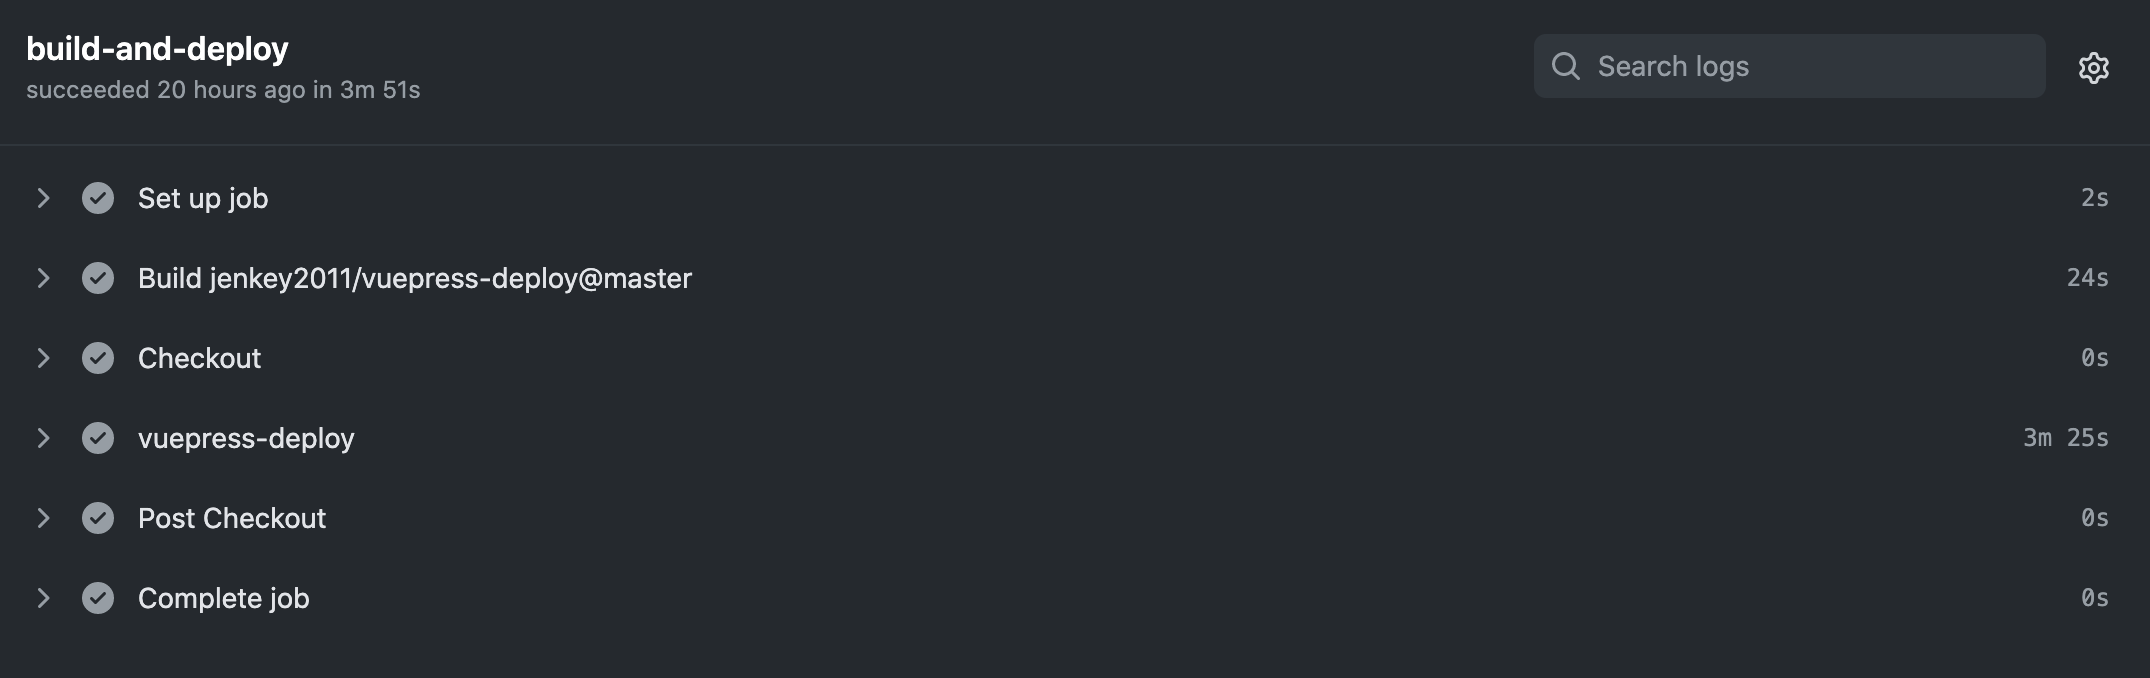 build-and-deploy
succeeded 20 hours ago in 3m 51s
Search logs
Set up job 2s
Build jenkey2011/vuepress-deploy@master 24s
Checkout 0s
vuepress-deploy 3m 25s
Post Checkout 0s
Complete job 0s